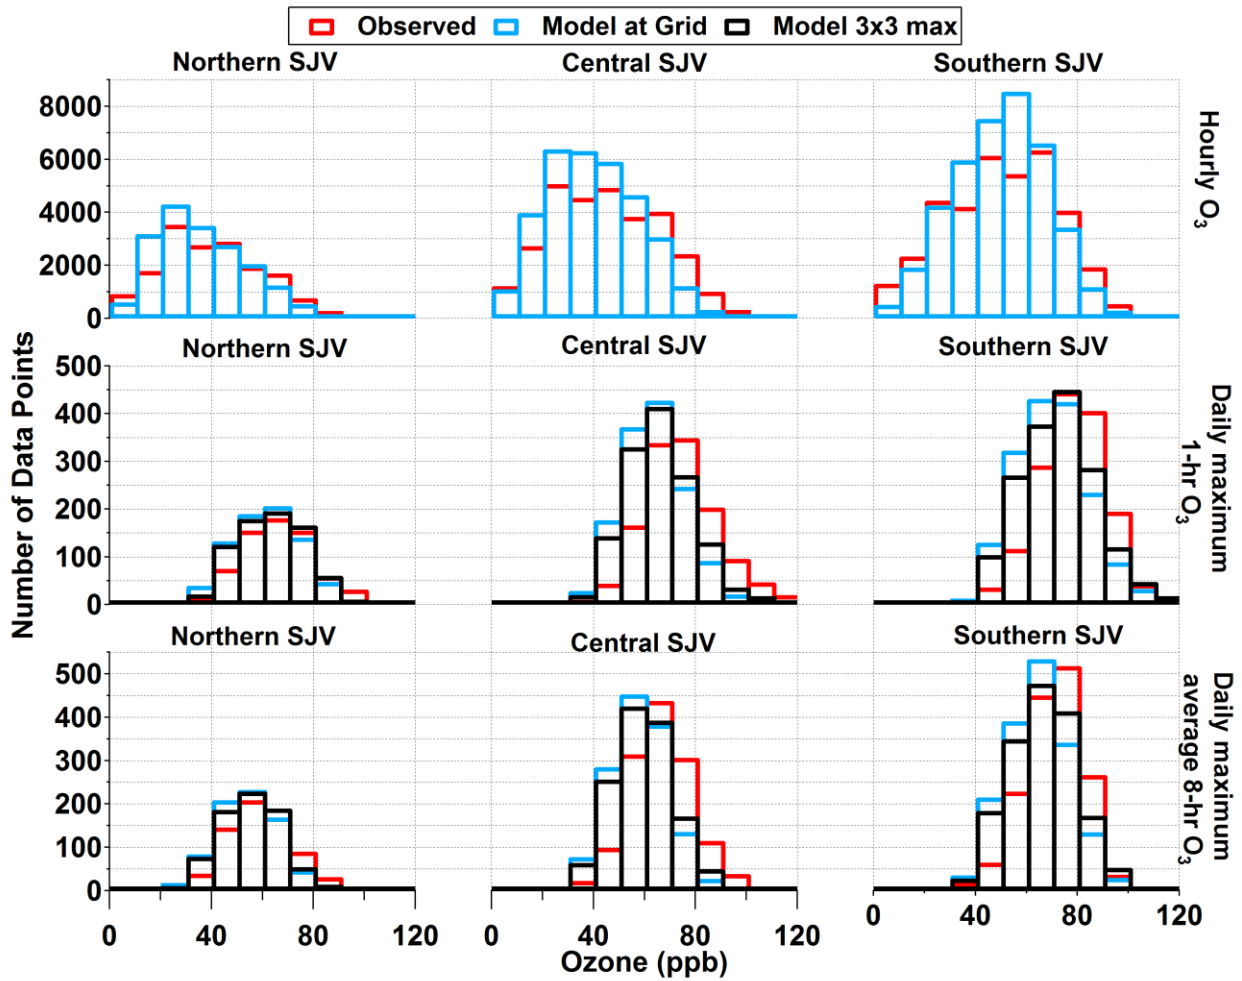 Observed Model at Grid Model 3x3 max
Northern SJV Central SJV Southern SJV
8000
6000
4000
2000
0
Hourly O3
Northern SJV Central SJV Southern SJV
500
400
300
200
100
0
Daily maximum
1-hr O3
Number of Data Points
Northern SJV Central SJV Southern SJV
500
400
300
200
100
0
Daily maximum
average 8-hr O3
0 40 80 120 0 40 80 120 0 40 80 120
Ozone (ppb)